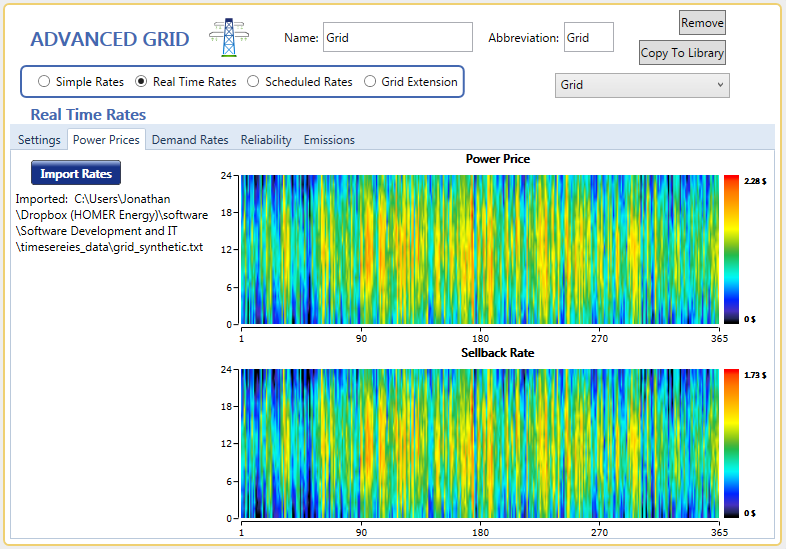 ADVANCED GRID
Name: Grid
Abbreviation: Grid
Remove
Copy To Library
Simple Rates Real Time Rates Scheduled Rates Grid Extension
Grid
Real Time Rates
Settings Power Prices Demand Rates Reliability Emissions
Import Rates
Imported: C:\Users\Jonathan
\Dropbox (HOMER Energy)\software
\Software Development and IT
\timesereies_data\grid_synthetic.txt
Power Price
24
18
12
6
0
1 90 180 270 365
2.28 $
0 $
Sellback Rate
24
18
12
6
0
1 90 180 270 365
1.73 $
0 $